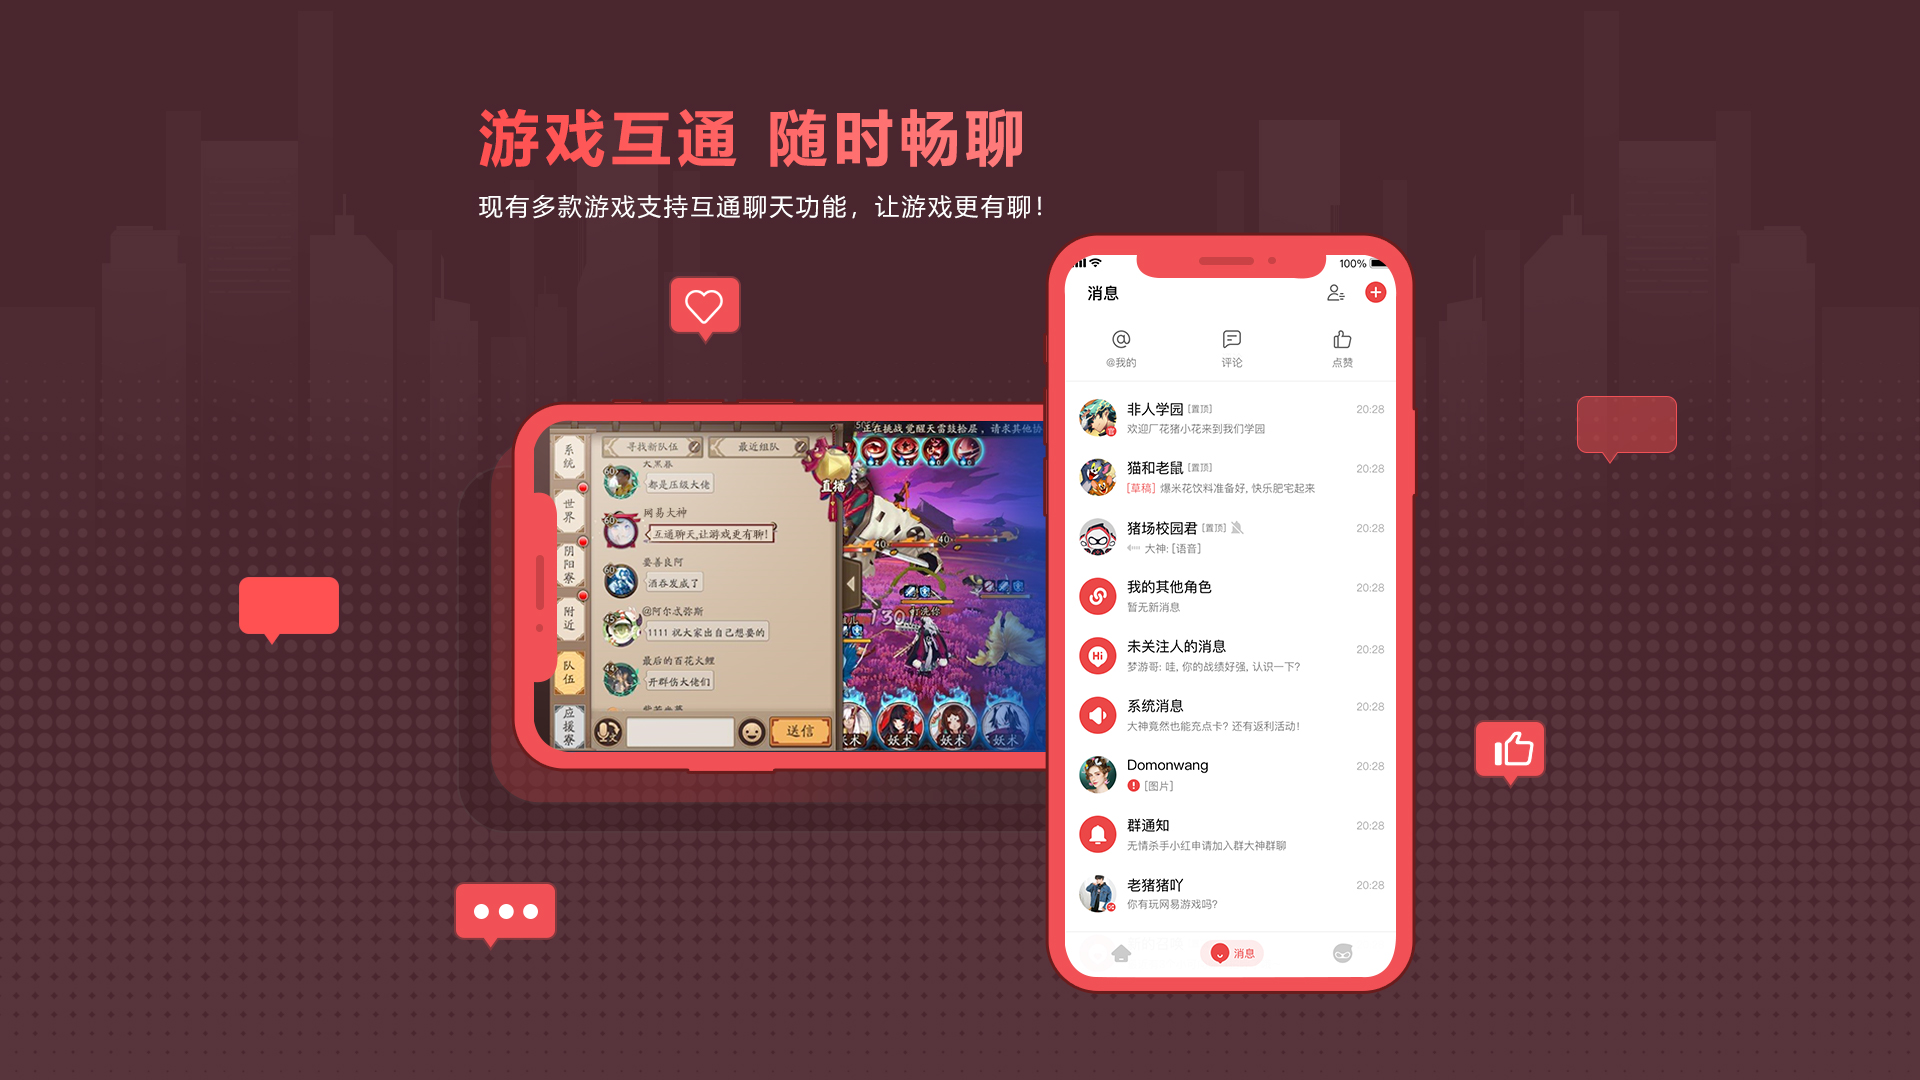 游戏互通 随时畅聊
现有多款游戏支持互通聊天功能，让游戏更有聊！
系统
世界
阴阳寮
附近
队伍
应援寮
寻找新队伍
最近组队
60
都是压级大佬
60
网易大神
互通聊天,让游戏更有聊!
60
要善良阿
酒吞发威了
45
@阿尔忒弥斯
1111 祝大家出自己想要的
44
最后的百花大鲤
开群伤大佬们
送信
直播
正在挑战觉醒天雷鼓拾层，请求其他协
40
40
130
妖术
妖术
妖术
100%
消息
@我的
评论
点赞
非人学园 [置顶]
20:28
欢迎厂花猪小花来到我们学园
猫和老鼠 [置顶]
20:28
[草稿] 爆米花饮料准备好, 快乐肥宅起来
猪场校园君 [置顶]
20:28
大神: [语音]
我的其他角色
20:28
暂无新消息
Hi
未关注人的消息
20:28
梦游哥: 哇, 你的战绩好强, 认识一下?
系统消息
20:28
大神竟然也能充点卡? 还有返利活动!
Domonwang
20:28
[图片]
群通知
20:28
无情杀手小红申请加入群大神群聊
老猪猪吖
20:28
你有玩网易游戏吗?
消息